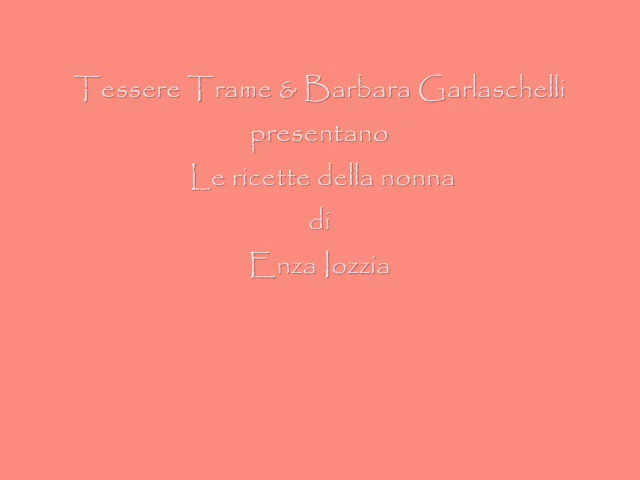 Tessere Trame & Barbara Garlaschelli
presentano
Le ricette della nonna
di
Enza Iozzia